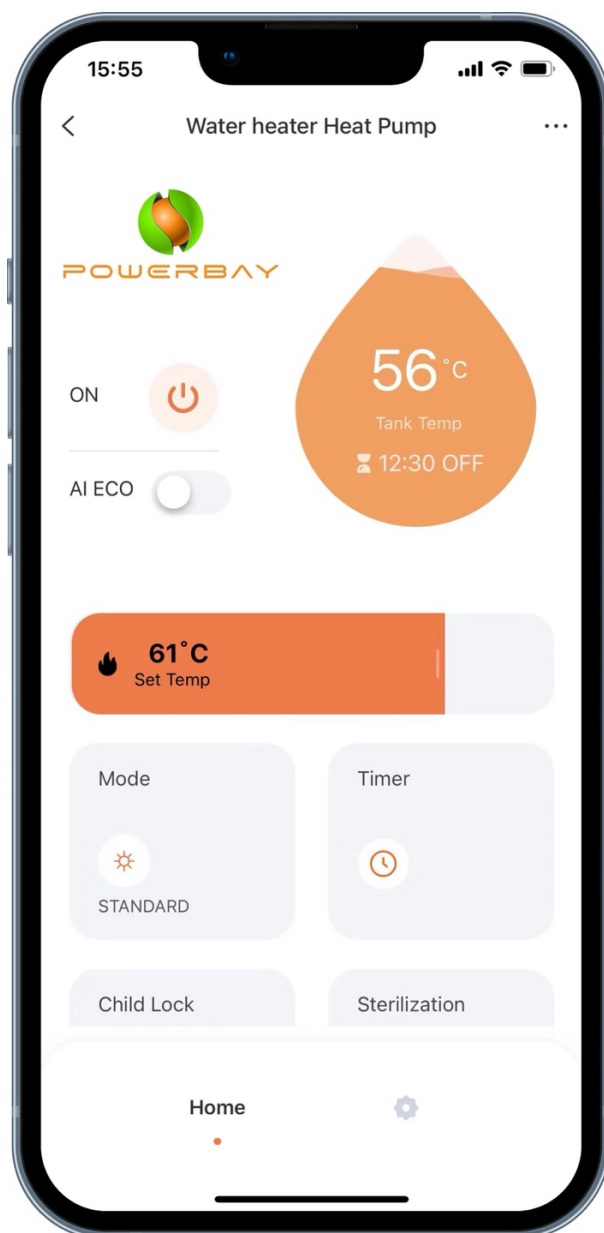 15:55
Water heater Heat Pump
POWERBAY
56°C
Tank Temp
12:30 OFF
ON
AI ECO
61°C
Set Temp
Mode
Timer
STANDARD
Child Lock
Sterilization
Home